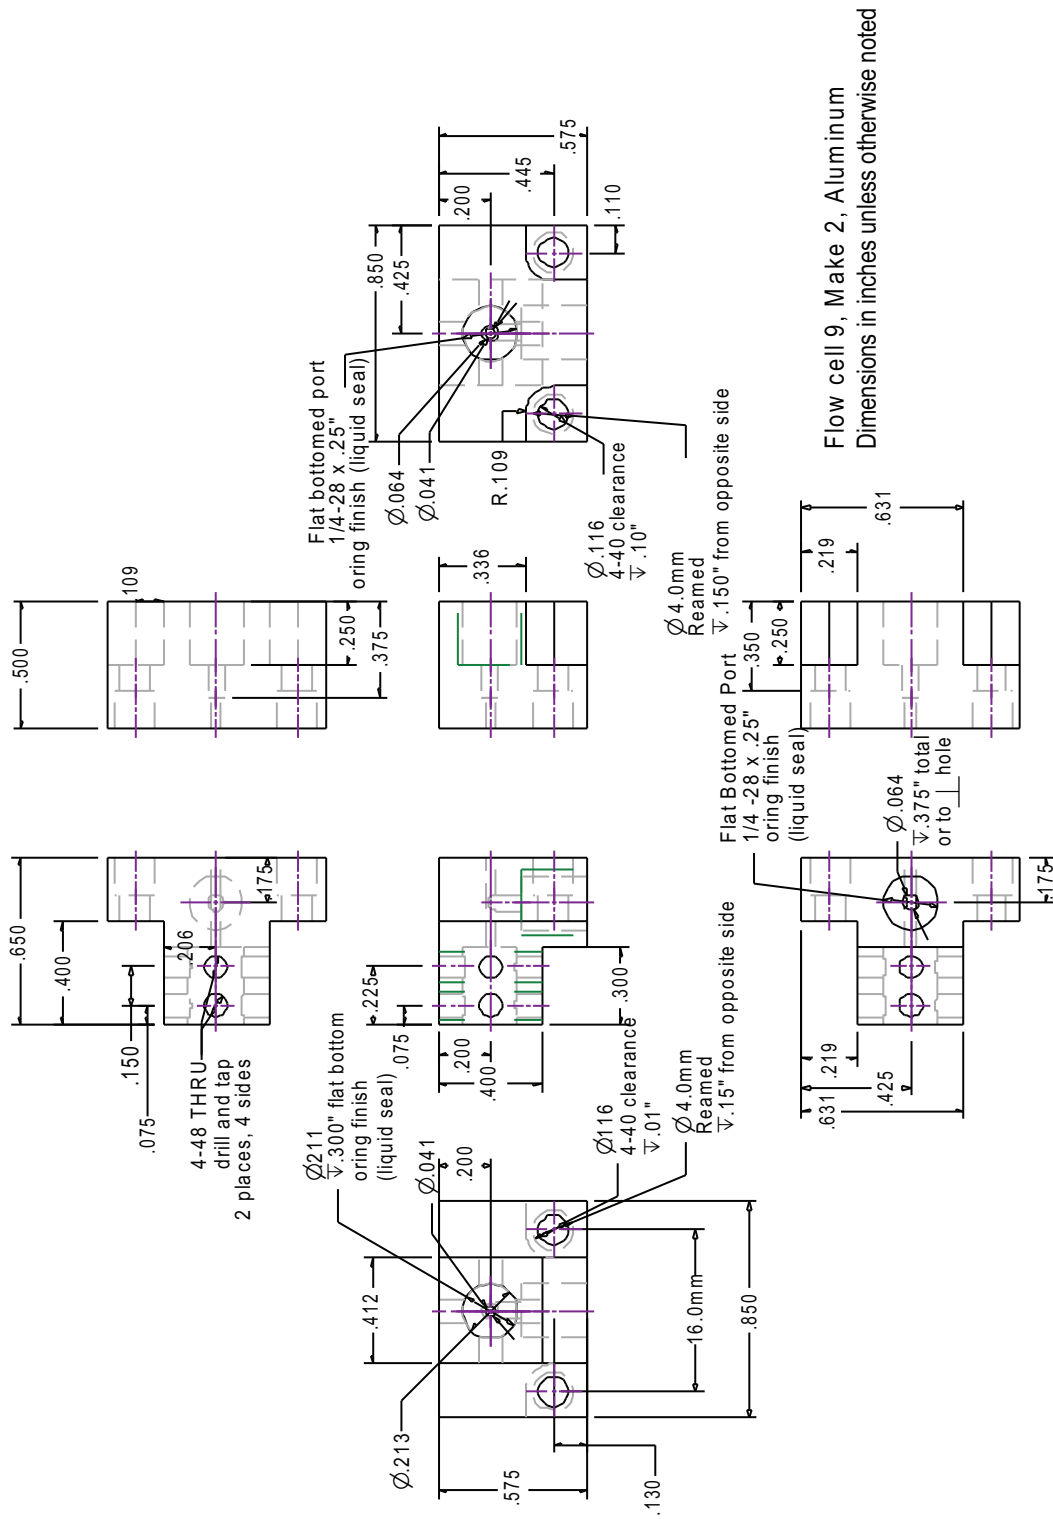 .500
109
.250
.375
.650
.400
.206
.175
.150
.075
4-48 THRU
drill and tap
2 places, 4 sides
Flat bottomed port
1/4-28 x .25"
oring finish (liquid seal)
.850
.425
.200
.445
.575
.110
Ø.064
Ø.041
R.109
Ø.116
4-40 clearance
↧ .10"
Ø4.0mm
Reamed
↧.150" from opposite side
.336
.225
.075
.200
.400
.300
Ø211
↧.300" flat bottom
oring finish
(liquid seal)
Ø.041
.200
Ø116
4-40 clearance
↧.01"
Ø4.0mm
Reamed
↧.15" from opposite side
.412
Ø.213
.575
.130
16.0mm
.850
.631
.219
.350
.250
Flat Bottomed Port
1/4 -28 x .25"
oring finish
(liquid seal)
Ø.064
↧.375" total
or to ⊥ hole
.175
.219
.425
.631
Flow cell 9, Make 2, Aluminum
Dimensions in inches unless otherwise noted